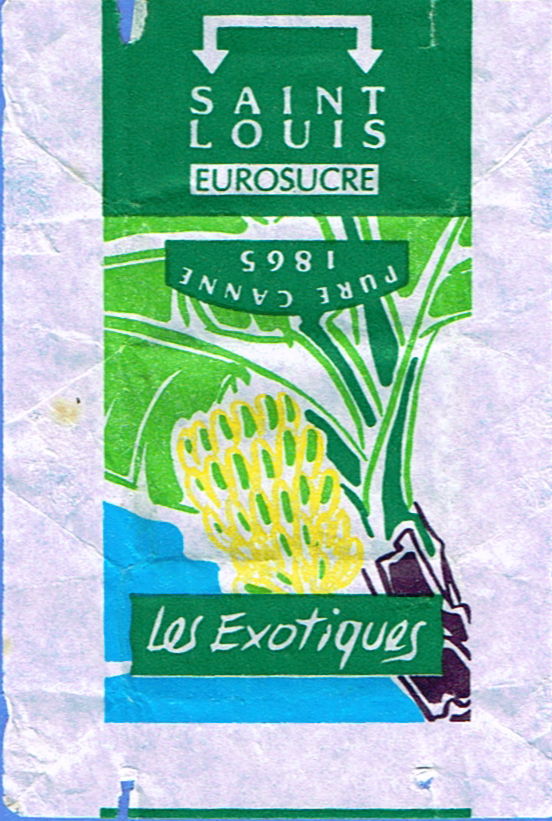 SAINT
LOUIS
EUROSUCRE
PURE CANNE
1865
Les Exotiques